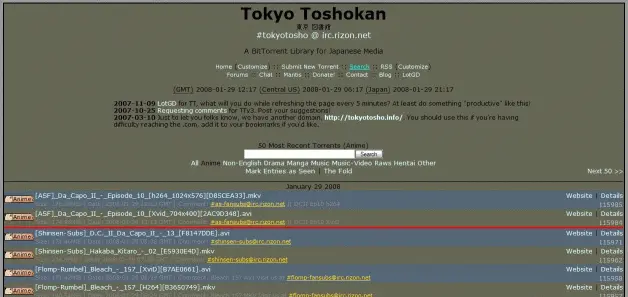 Tokyo Toshokan
東京 図書館
#tokyotosho @ irc.rizon.net
A BitTorrent Library for Japanese Media
Home (Customize) :: Submit New Torrent :: Search :: RSS (Customize)
Forums :: Chat :: Mantis :: Donate! :: Contact :: Blog :: LotGD
(GMT) 2008-01-29 12:17 (Central US) 2008-01-29 06:17 (Japan) 2008-01-29 21:17
2007-11-09 LotGD for TT, what will you do while refreshing the page every 5 minutes? At least do something "productive" like this!
2007-10-25 Requesting comments for TTv3. Post your suggestions!
2007-03-10 Just to let you folks know, we have another domain, http://tokyotosho.info/ .You should use this if you're having
difficulty reaching the .com, add it to your bookmarks if you'd like.
50 Most Recent Torrents (Anime)
Search
All Anime Non-English Drama Manga Music Music-Video Raws Hentai Other
Mark Entries as Seen | The Fold Next 50 >>
January 29 2008
Anime [ASF]_Da_Capo_II_-_Episode_10_[h264_1024x576][D85CEA33].mkv Website | Details
#as-fansubs@irc.rizon.net 115985
Anime [ASF]_Da_Capo_II_-_Episode_10_[Xvid_704x400][2AC9D348].avi Website | Details
#as-fansubs@irc.rizon.net 115984
Anime [Shinsen-Subs]_D.C._II_Da_Capo_II_-_13_[F8147DDE].avi Website | Details
#shinsen-subs@irc.rizon.net 115971
Anime [Shinsen-Subs]_Hakaba_Kitaro_-_02_[E5930E4D].mkv Website | Details
#shinsen-subs@irc.rizon.net 115962
Anime [Flomp-Rumbel]_Bleach_-_157_[XviD][B7AE0661].avi Website | Details
#flomp-fansubs@irc.rizon.net 115958
Anime [Flomp-Rumbel]_Bleach_-_157_[H264][B3650749].mkv Website | Details